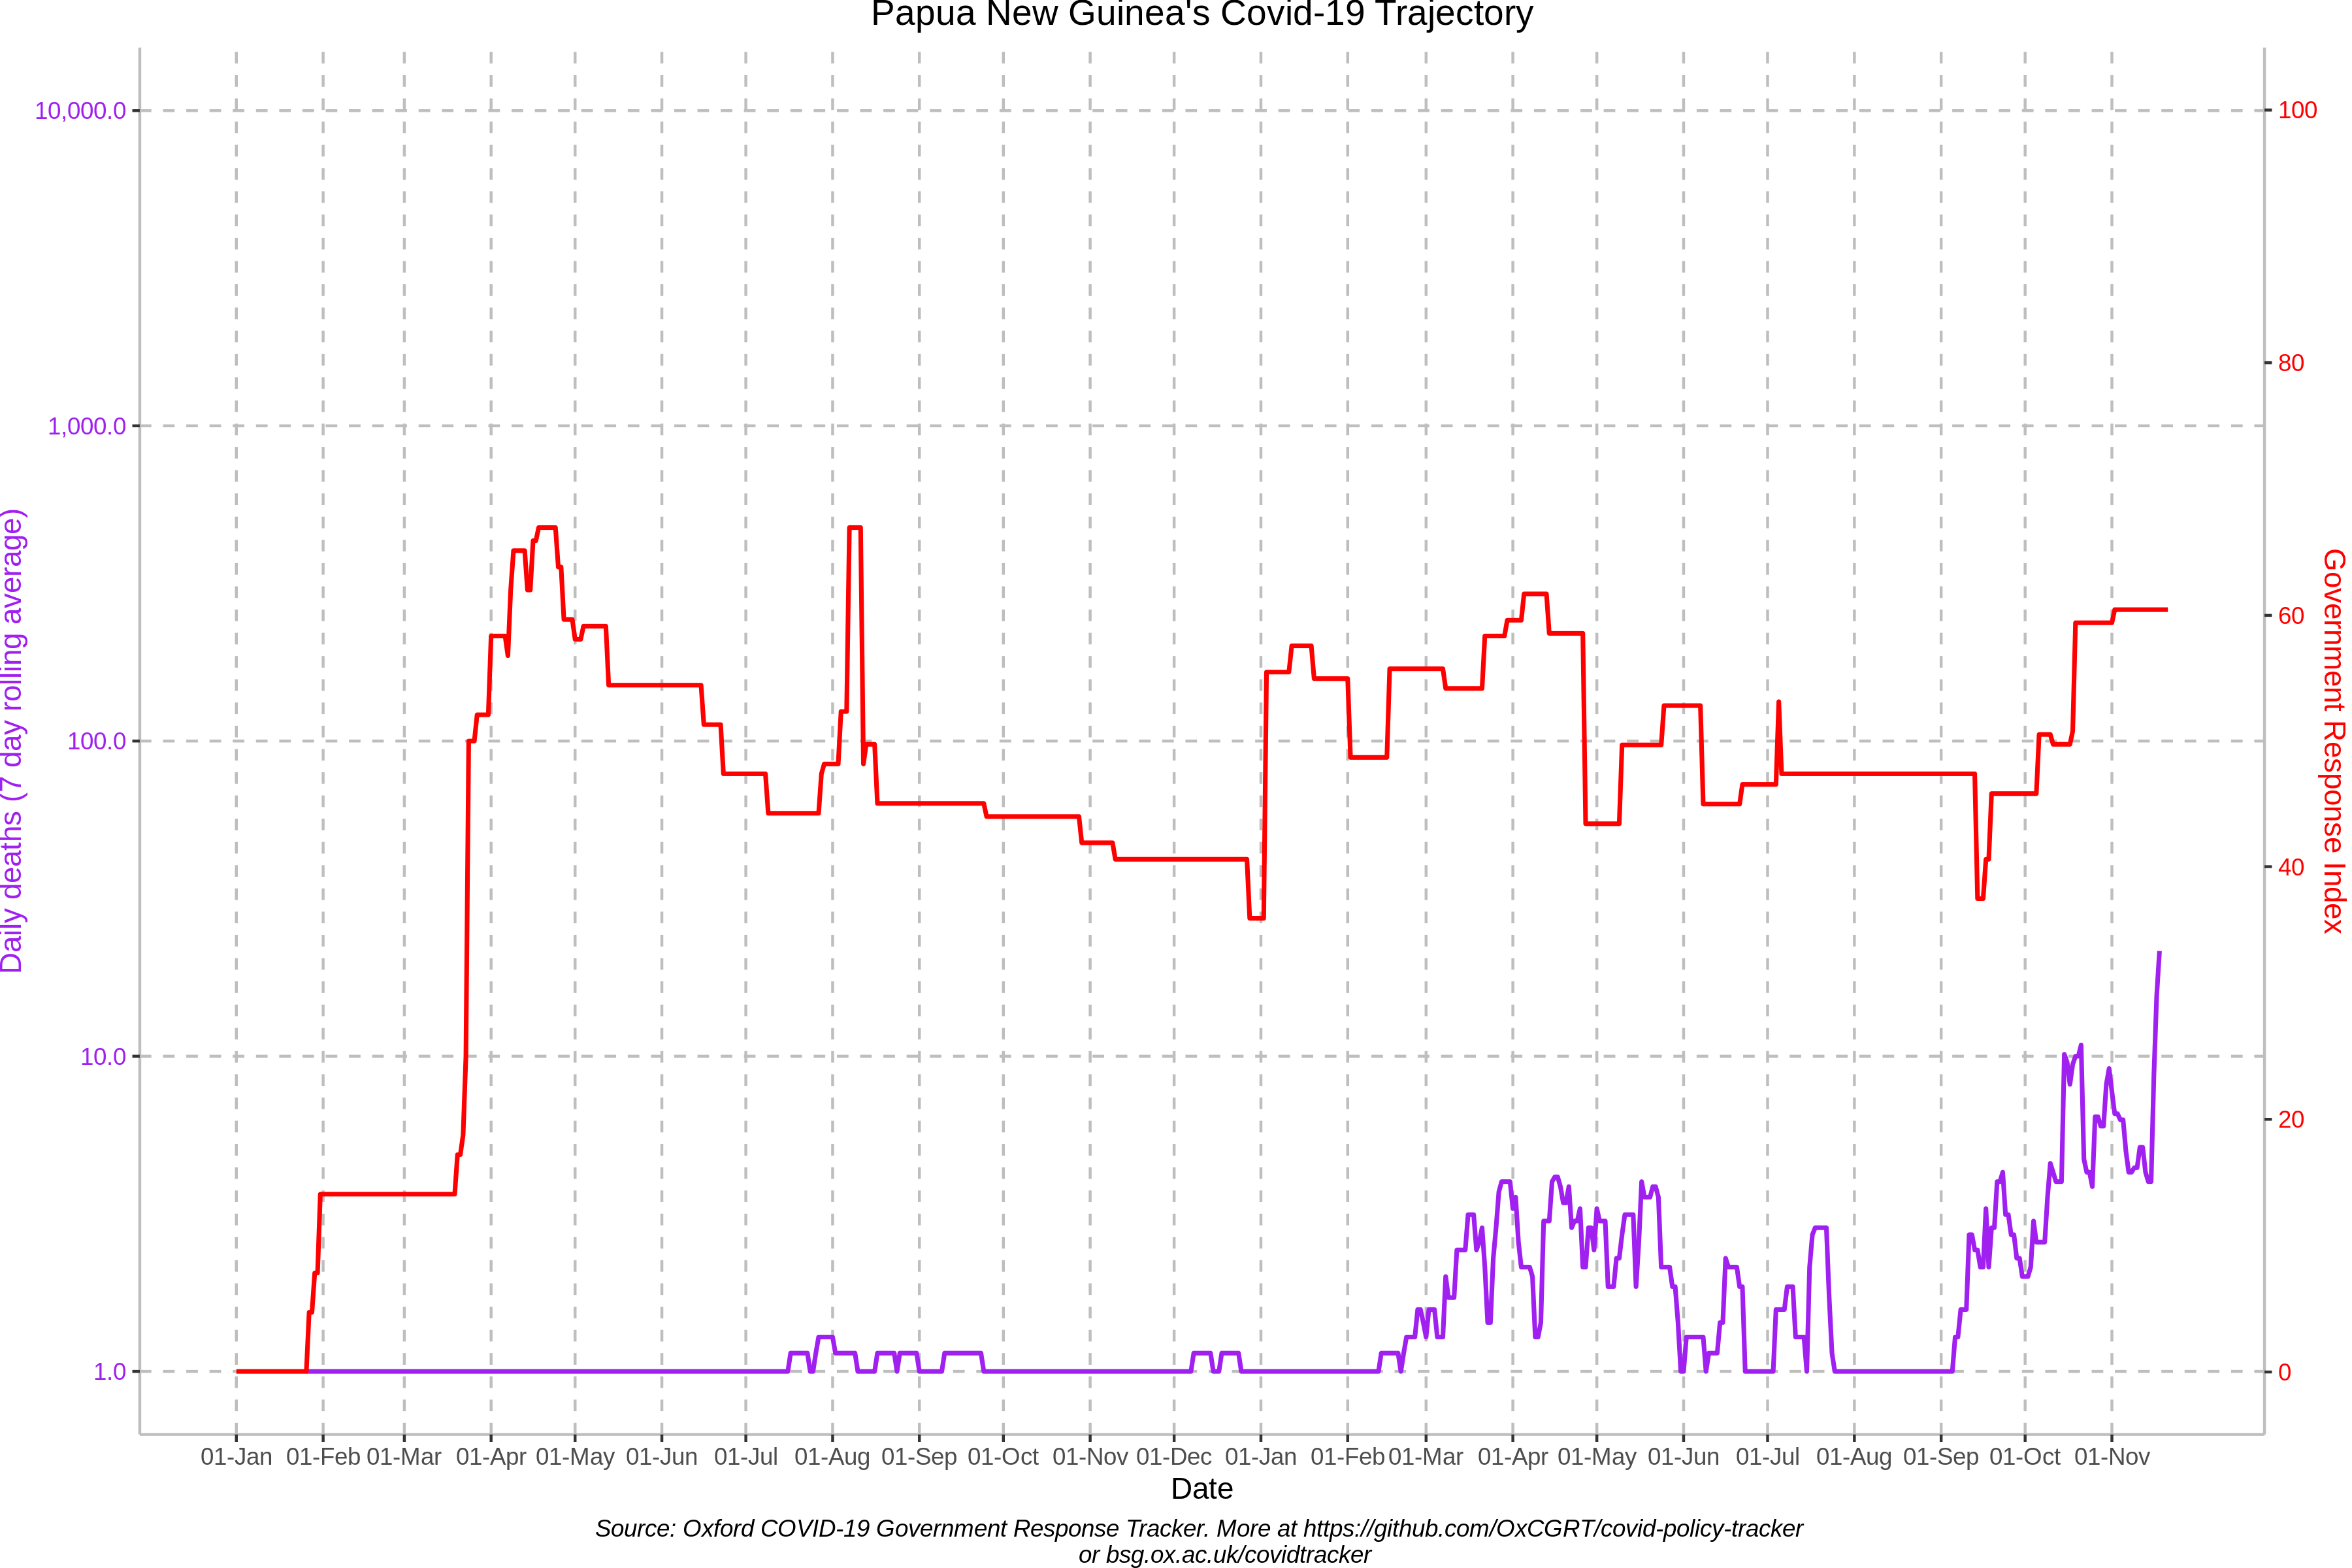 Papua New Guinea's Covid-19 Trajectory
10,000.0
1,000.0
100.0
10.0
1.0
Daily deaths (7 day rolling average)
100
80
60
40
20
0
Government Response Index
01-Jan 01-Feb 01-Mar 01-Apr 01-May 01-Jun 01-Jul 01-Aug 01-Sep 01-Oct 01-Nov 01-Dec 01-Jan 01-Feb 01-Mar 01-Apr 01-May 01-Jun 01-Jul 01-Aug 01-Sep 01-Oct 01-Nov
Date
Source: Oxford COVID-19 Government Response Tracker. More at https://github.com/OxCGRT/covid-policy-tracker
or bsg.ox.ac.uk/covidtracker